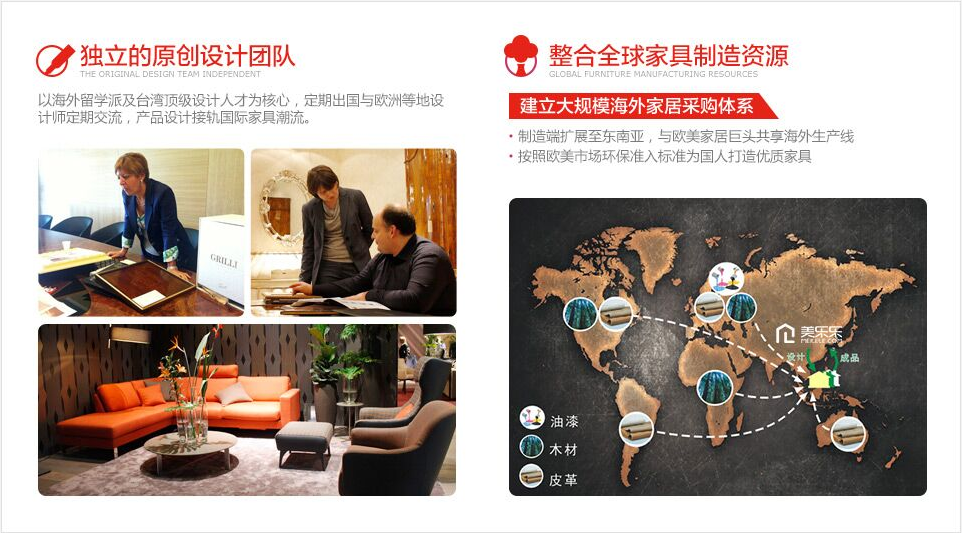 独立的原创设计团队
THE ORIGINAL DESIGN TEAM INDEPENDENT
以海外留学派及台湾顶级设计人才为核心，定期出国与欧洲等地设
计师定期交流，产品设计接轨国际家具潮流。
GRILLI
整合全球家具制造资源
GLOBAL FURNITURE MANUFACTURING RESOURCES
建立大规模海外家居采购体系
• 制造端扩展至东南亚，与欧美家居巨头共享海外生产线
• 按照欧美市场环保准入标准为国人打造优质家具
美乐乐
MEILELE.COM
设计
成品
油漆
木材
皮革